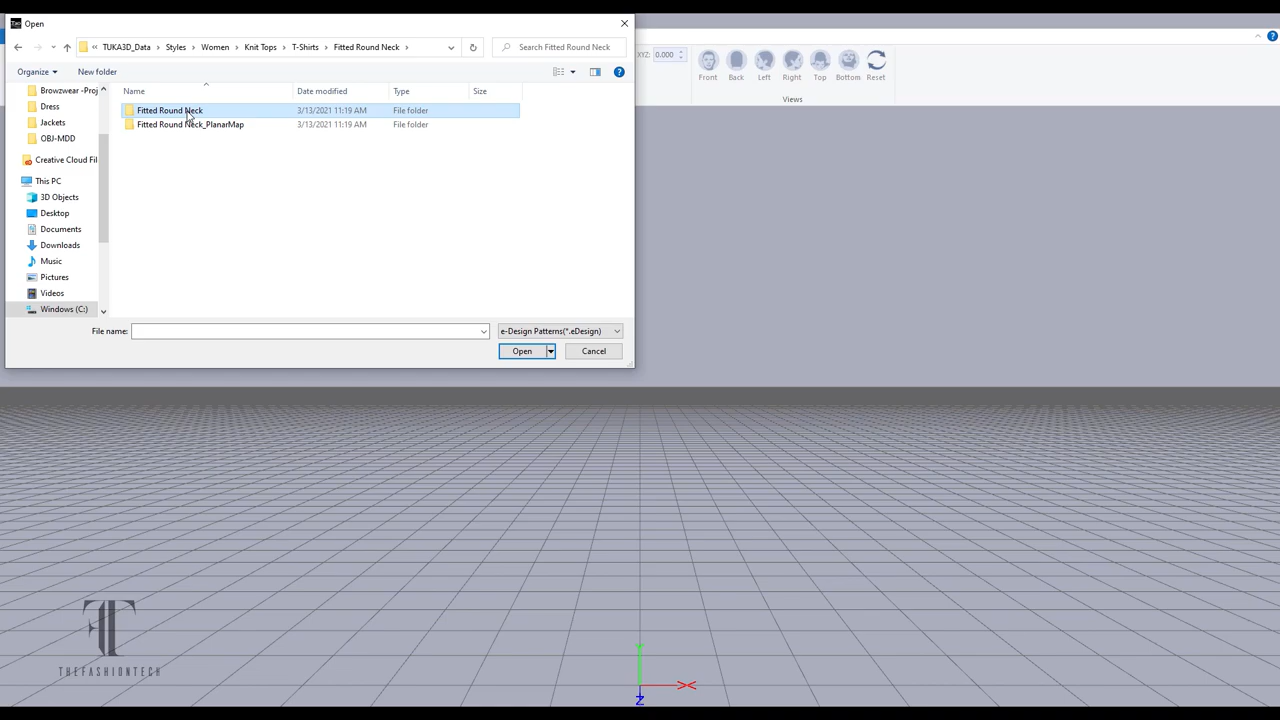 Open
« TUKA3D_Data > Styles > Women > Knit Tops > T-Shirts > Fitted Round Neck >
Search Fitted Round Neck
Organize
New folder
Name
Date modified
Type
Size
Browzwear -Proj
Dress
Jackets
OBJ-MDD
Creative Cloud Fil
This PC
3D Objects
Desktop
Documents
Downloads
Music
Pictures
Videos
Windows (C:)
Fitted Round Neck 3/13/2021 11:19 AM File folder
Fitted Round Neck_PlanarMap 3/13/2021 11:19 AM File folder
File name:
e-Design Patterns(*.eDesign)
Open
Cancel
XYZ: 0.000
Front
Back
Left
Right
Top
Bottom
Reset
Views
Y
X
Z
THEFASHIONTECH